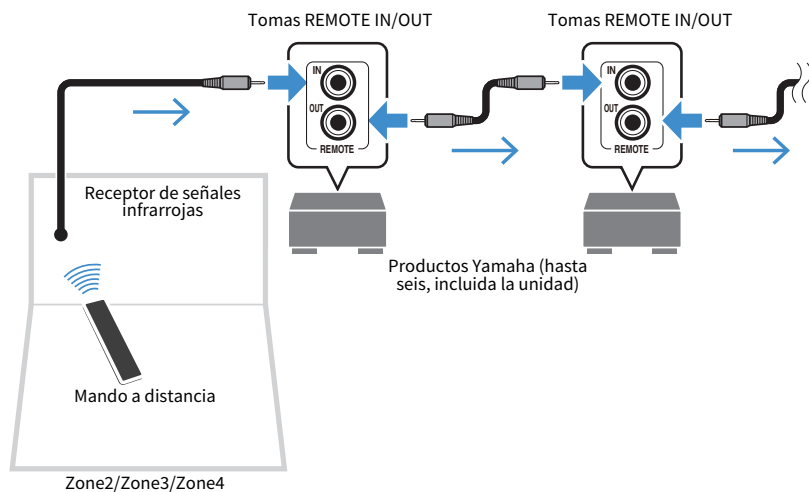 Tomas REMOTE IN/OUT
Tomas REMOTE IN/OUT
IN
OUT
REMOTE
IN
OUT
REMOTE
Receptor de señales
infrarrojas
Productos Yamaha (hasta
seis, incluida la unidad)
Mando a distancia
Zone2/Zone3/Zone4